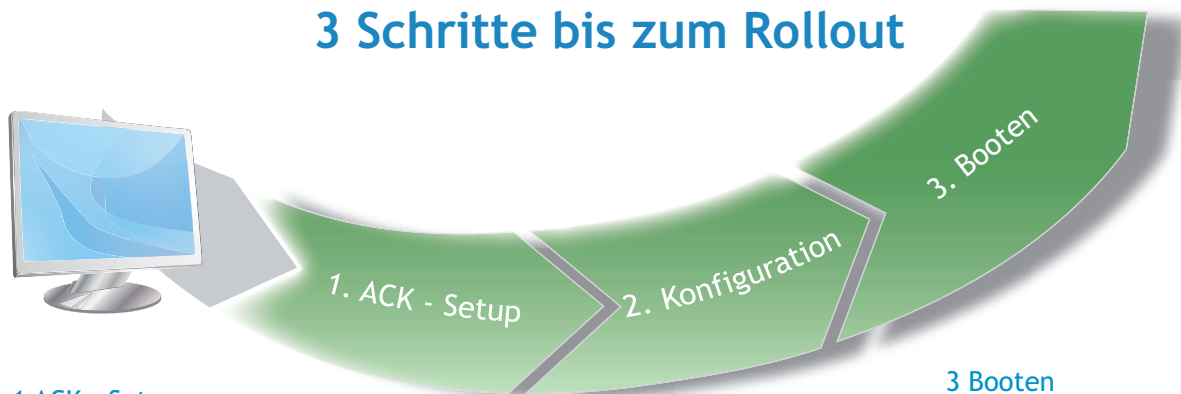 3 Schritte bis zum Rollout
1. ACK - Setup
2. Konfiguration
3. Booten
3 Booten